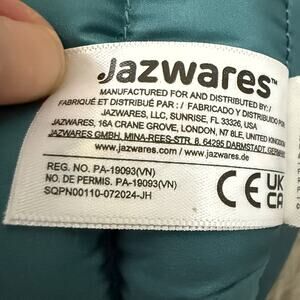 Jazwares™
MANUFACTURED FOR AND DISTRIBUTED BY: /
FABRIQUÉ ET DISTRIBUÉ PAR : / FABRICADO Y DISTRIBUIDO POR
JAZWARES, LLC, SUNRISE, FL 33326, USA
JAZWARES, 16A CRANE GROVE, LONDON, N7 8LE, UNITED KINGDOM
JAZWARES GMBH, MINA-REES-STR. 8, 64295 DARMSTADT, GERMANY
www.jazwares.com / www.jazwares.de
REG. NO. PA-19093(VN)
NO. DE PERMIS. PA-19093(VN)
SQPN00110-072024-JH
CE UK CA